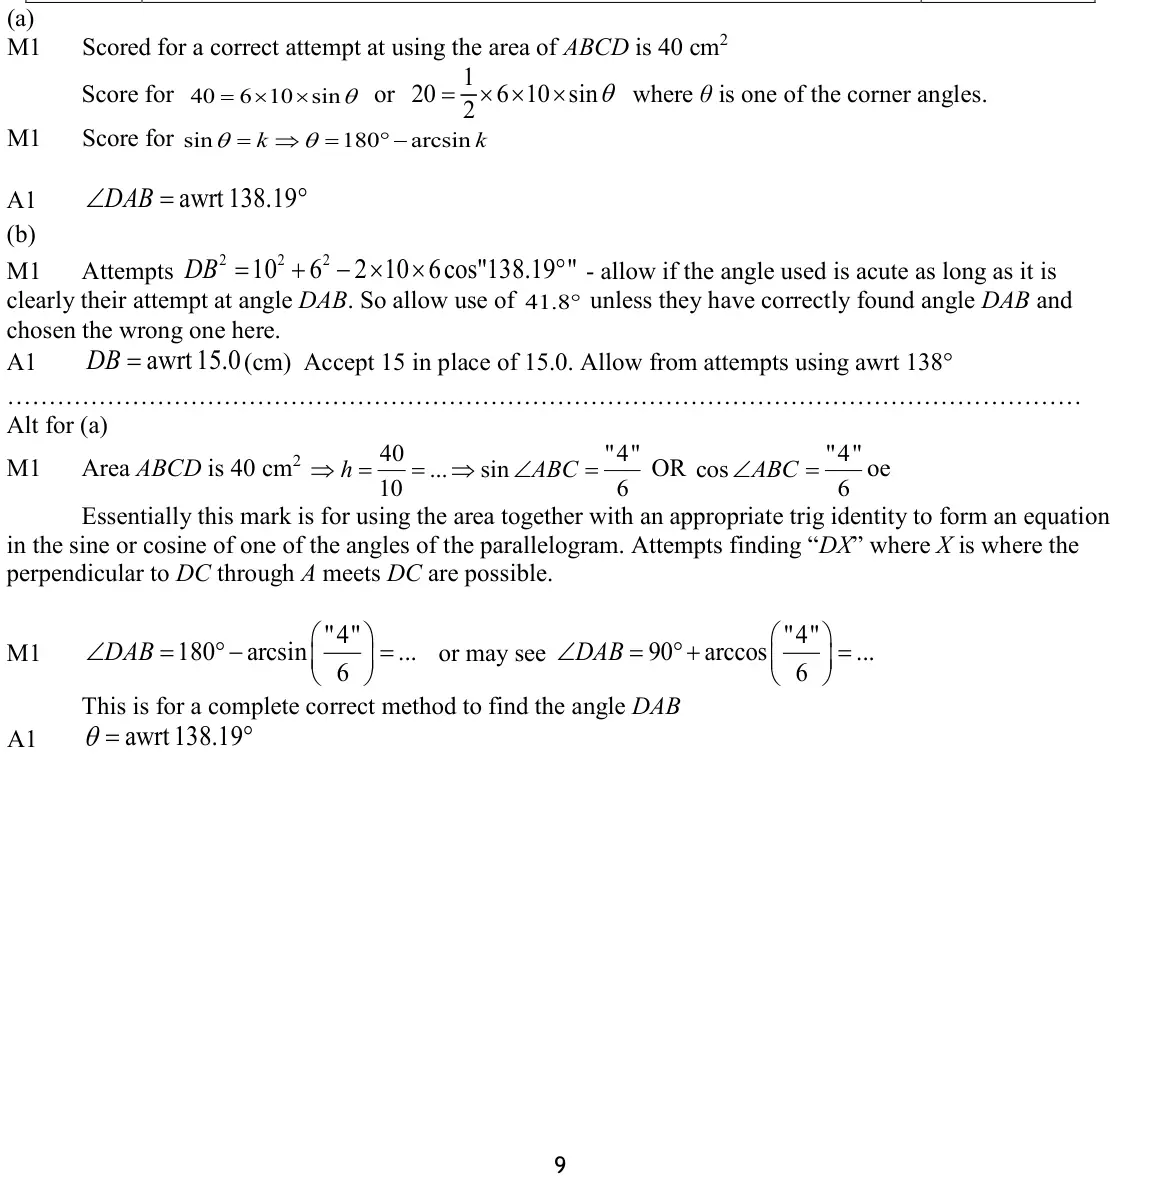 (a)
M1 Scored for a correct attempt at using the area of ABCD is 40 cm²
Score for 40 = 6×10×sin θ or 20 = 1/2 × 6×10×sin θ where θ is one of the corner angles.
M1 Score for sin θ = k ⇒ θ = 180° − arcsin k
A1 ∠DAB = awrt 138.19°
(b)
M1 Attempts DB² = 10² + 6² − 2×10×6cos"138.19°" - allow if the angle used is acute as long as it is
clearly their attempt at angle DAB. So allow use of 41.8° unless they have correctly found angle DAB and
chosen the wrong one here.
A1 DB = awrt 15.0 (cm) Accept 15 in place of 15.0. Allow from attempts using awrt 138°
……………………………………………………………………………………………………………………
Alt for (a)
M1 Area ABCD is 40 cm² ⇒ h = 40/10 = ... ⇒ sin ∠ABC = "4"/6 OR cos ∠ABC = "4"/6 oe
Essentially this mark is for using the area together with an appropriate trig identity to form an equation
in the sine or cosine of one of the angles of the parallelogram. Attempts finding “DX” where X is where the
perpendicular to DC through A meets DC are possible.
M1 ∠DAB = 180° − arcsin("4"/6) = ... or may see ∠DAB = 90° + arccos("4"/6) = ...
This is for a complete correct method to find the angle DAB
A1 θ = awrt 138.19°
9